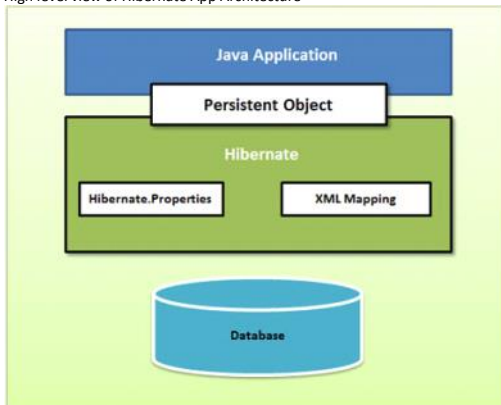 High level view of Hibernate App Architecture
Java Application
Persistent Object
Hibernate
Hibernate.Properties
XML Mapping
Database